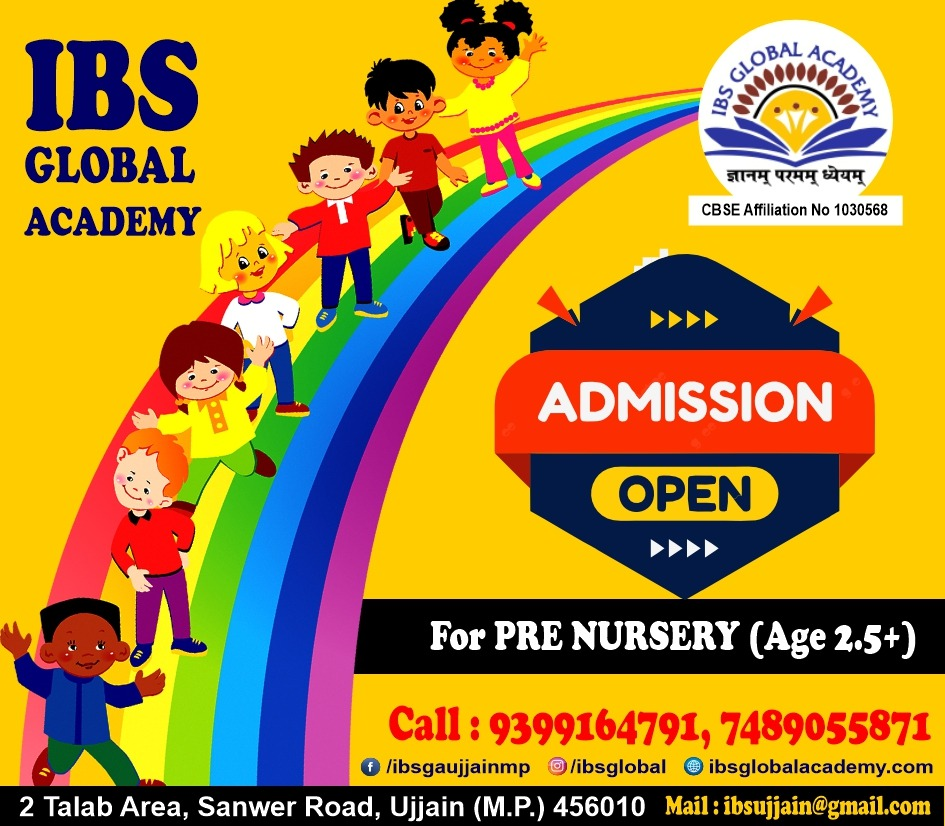 IBS
GLOBAL
ACADEMY
IBS GLOBAL ACADEMY
ज्ञानम् परमम् ध्येयम्
CBSE Affiliation No 1030568
ADMISSION
OPEN
For PRE NURSERY (Age 2.5+)
Call : 9399164791, 7489055871
/ibsgaujjainmp /ibsglobal ibsglobalacademy.com
2 Talab Area, Sanwer Road, Ujjain (M.P.) 456010 Mail : ibsujjain@gmail.com